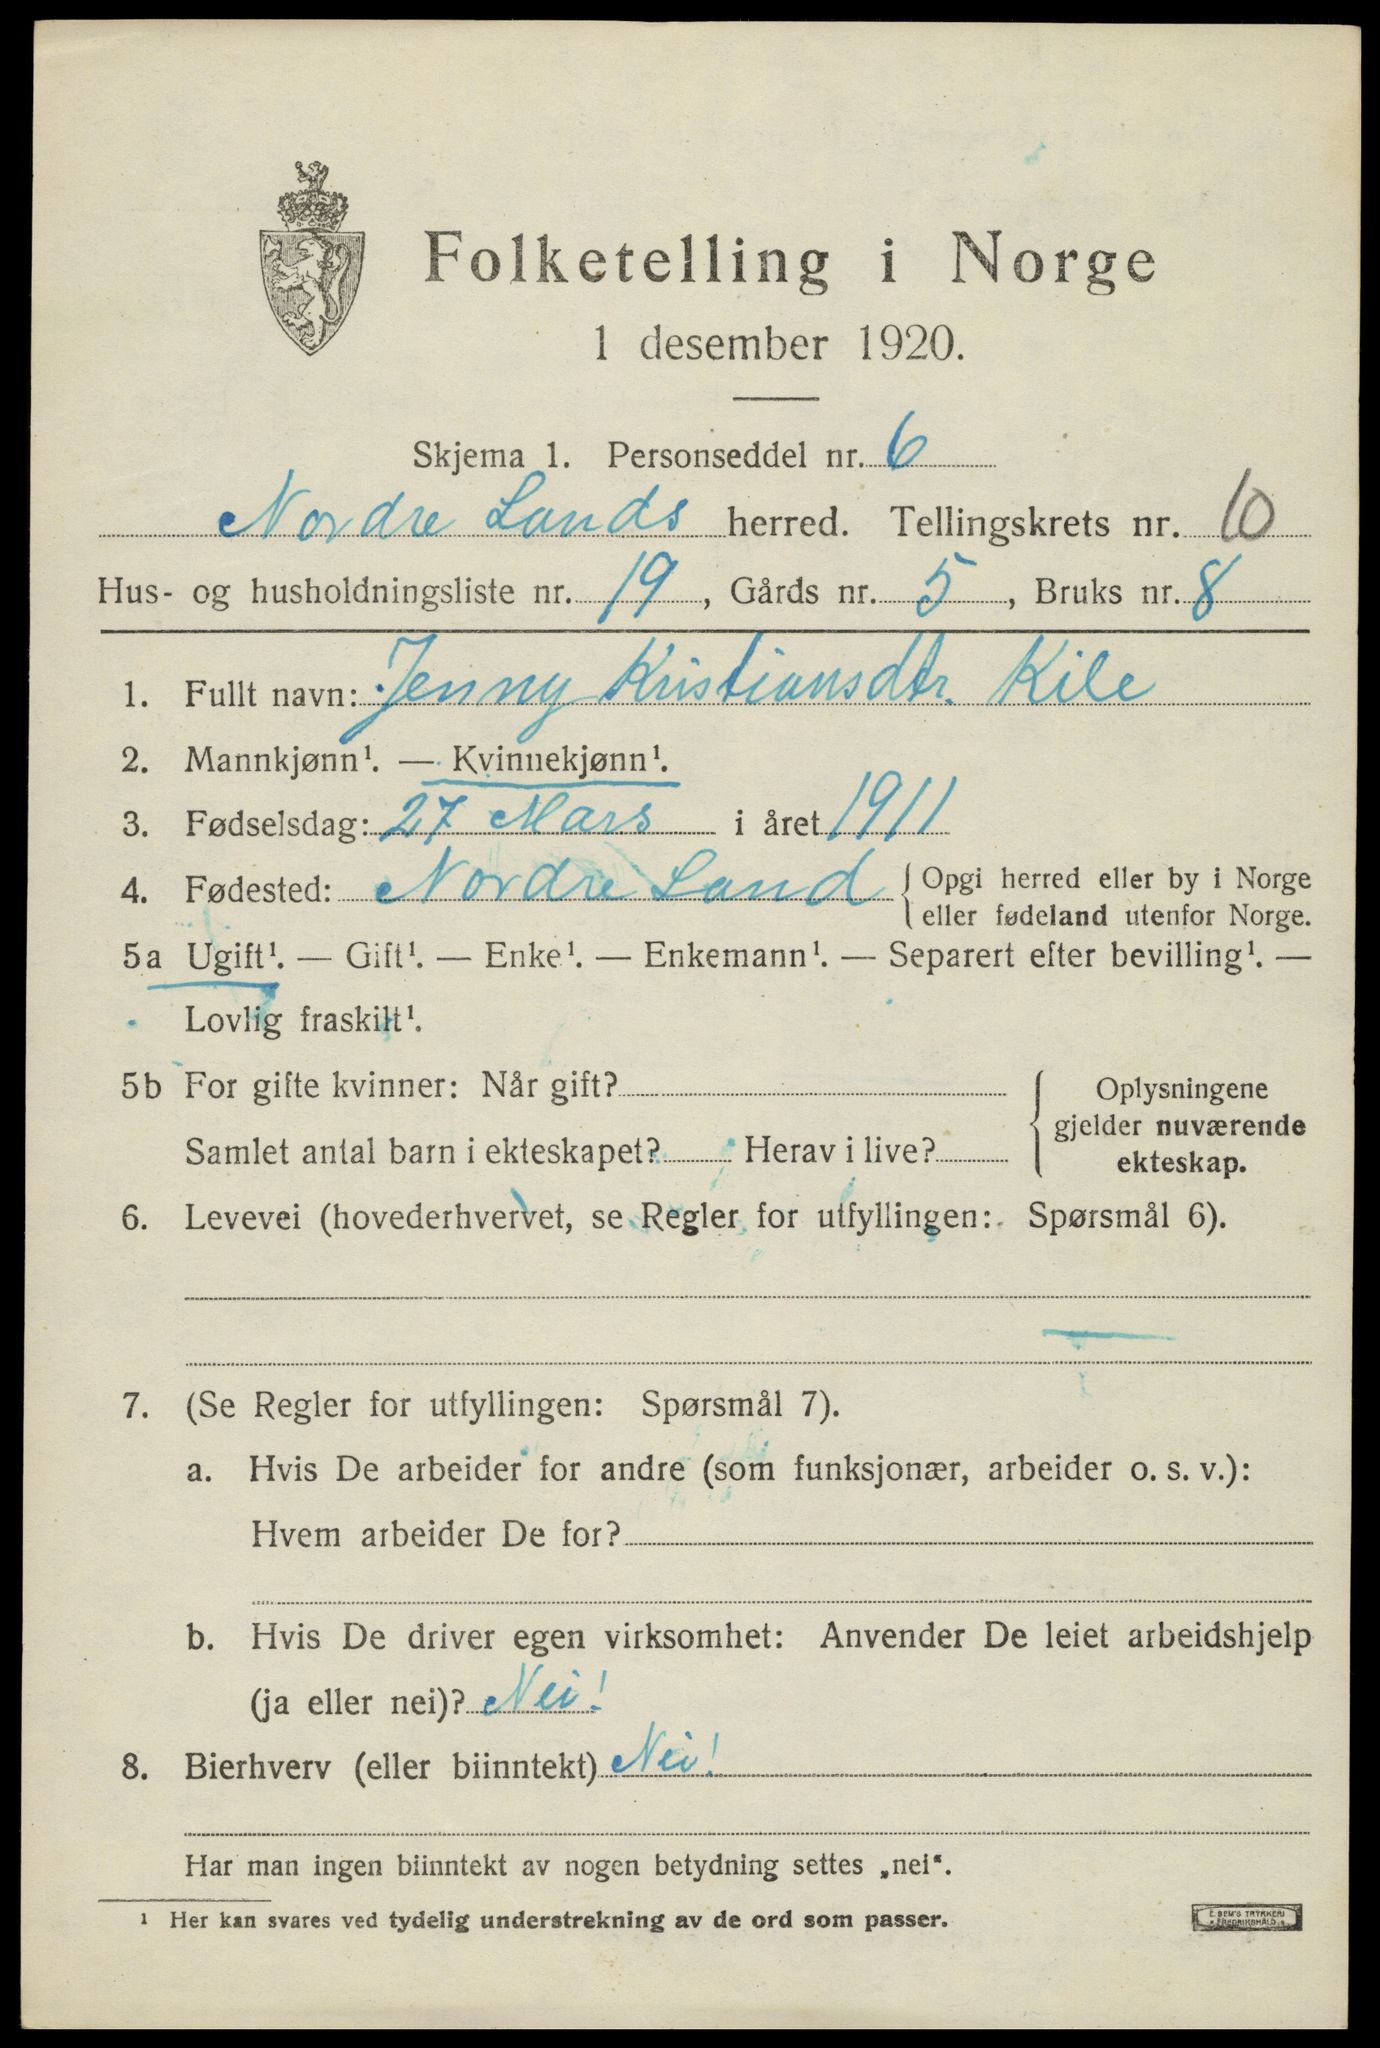 Folketelling i Norge
1 desember 1920.
Skjema 1. Personseddel nr. 6
Nordre Lands herred. Tellingskrets nr. 10
Hus- og husholdningsliste nr. 19, Gårds nr. 5, Bruks nr. 8
1. Fullt navn: Jenny Kristiansdtr. Kile
2. Mannkjønn¹. — Kvinnekjønn¹.
3. Fødselsdag: 27 Mars i året 1911
4. Fødested: Nordre Land { Opgi herred eller by i Norge
eller fødeland utenfor Norge.
5a Ugift¹. — Gift¹. — Enke¹. — Enkemann¹. — Separert efter bevilling¹. —
Lovlig fraskilt¹.
5b For gifte kvinner: Når gift?
Samlet antal barn i ekteskapet? Herav i live?
Oplysningene
gjelder nuværende
ekteskap.
6. Levevei (hovederhvervet, se Regler for utfyllingen: Spørsmål 6).
7. (Se Regler for utfyllingen: Spørsmål 7).
a. Hvis De arbeider for andre (som funksjonær, arbeider o. s. v.):
Hvem arbeider De for?
b. Hvis De driver egen virksomhet: Anvender De leiet arbeidshjelp
(ja eller nei)? Nei!
8. Bierhverv (eller biinntekt) Nei!
Har man ingen biinntekt av nogen betydning settes „nei“.
¹ Her kan svares ved tydelig understrekning av de ord som passer.
E. SEM'S TRYKKERI
FREDRIKSHALD